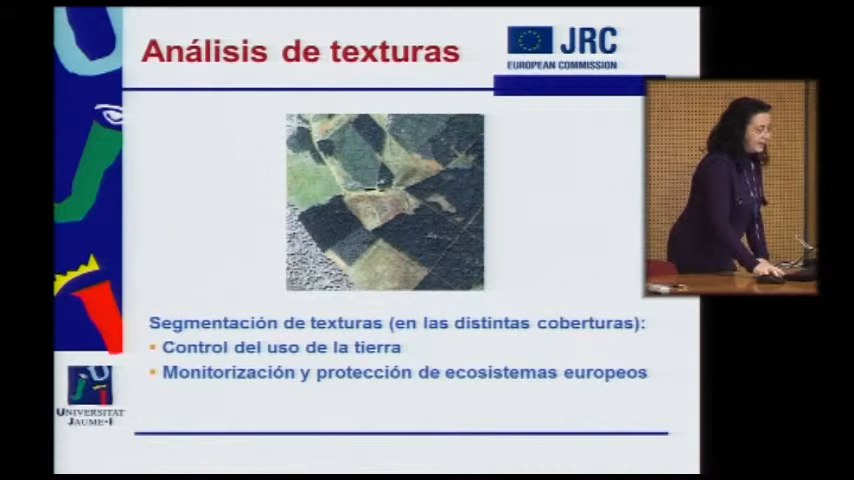 Análisis de texturas
JRC
EUROPEAN COMMISSION
Segmentación de texturas (en las distintas coberturas):
• Control del uso de la tierra
• Monitorización y protección de ecosistemas europeos
UNIVERSITAT
JAUME·I